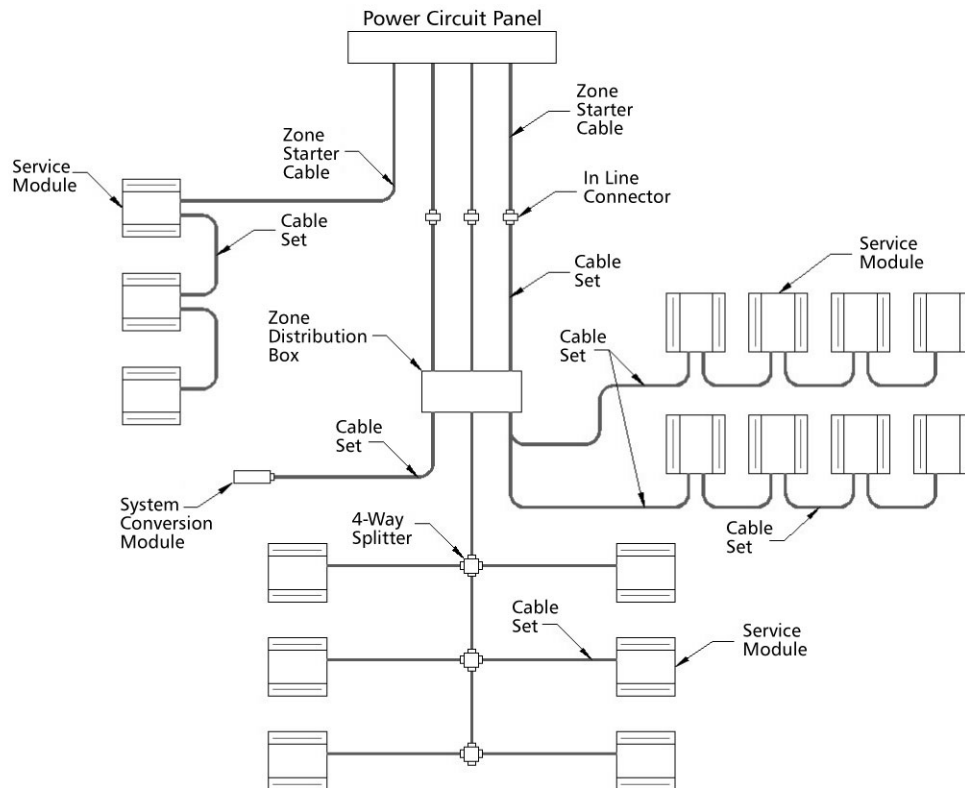 Power Circuit Panel
Zone
Starter
Cable
Zone
Starter
Cable
Service
Module
In Line
Connector
Cable
Set
Service
Module
Cable
Set
Zone
Distribution
Box
Cable
Set
Cable
Set
System
Conversion
Module
4-Way
Splitter
Cable
Set
Cable
Set
Service
Module